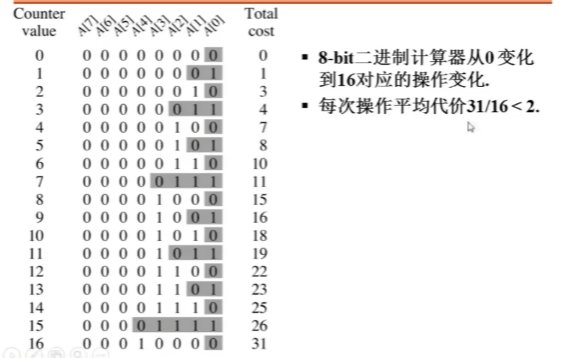 Counter value A[7] A[6] A[5] A[4] A[3] A[2] A[1] A[0] Total cost
0 0 0 0 0 0 0 0 0 0
1 0 0 0 0 0 0 0 1 1
2 0 0 0 0 0 0 1 0 3
3 0 0 0 0 0 0 1 1 4
4 0 0 0 0 0 1 0 0 7
5 0 0 0 0 0 1 0 1 8
6 0 0 0 0 0 1 1 0 10
7 0 0 0 0 0 1 1 1 11
8 0 0 0 0 1 0 0 0 15
9 0 0 0 0 1 0 0 1 16
10 0 0 0 0 1 0 1 0 18
11 0 0 0 0 1 0 1 1 19
12 0 0 0 0 1 1 0 0 22
13 0 0 0 0 1 1 0 1 23
14 0 0 0 0 1 1 1 0 25
15 0 0 0 0 1 1 1 1 26
16 0 0 0 1 0 0 0 0 31
▪ 8-bit二进制计算器从0 变化
到16对应的操作变化.
▪ 每次操作平均代价31/16 < 2.